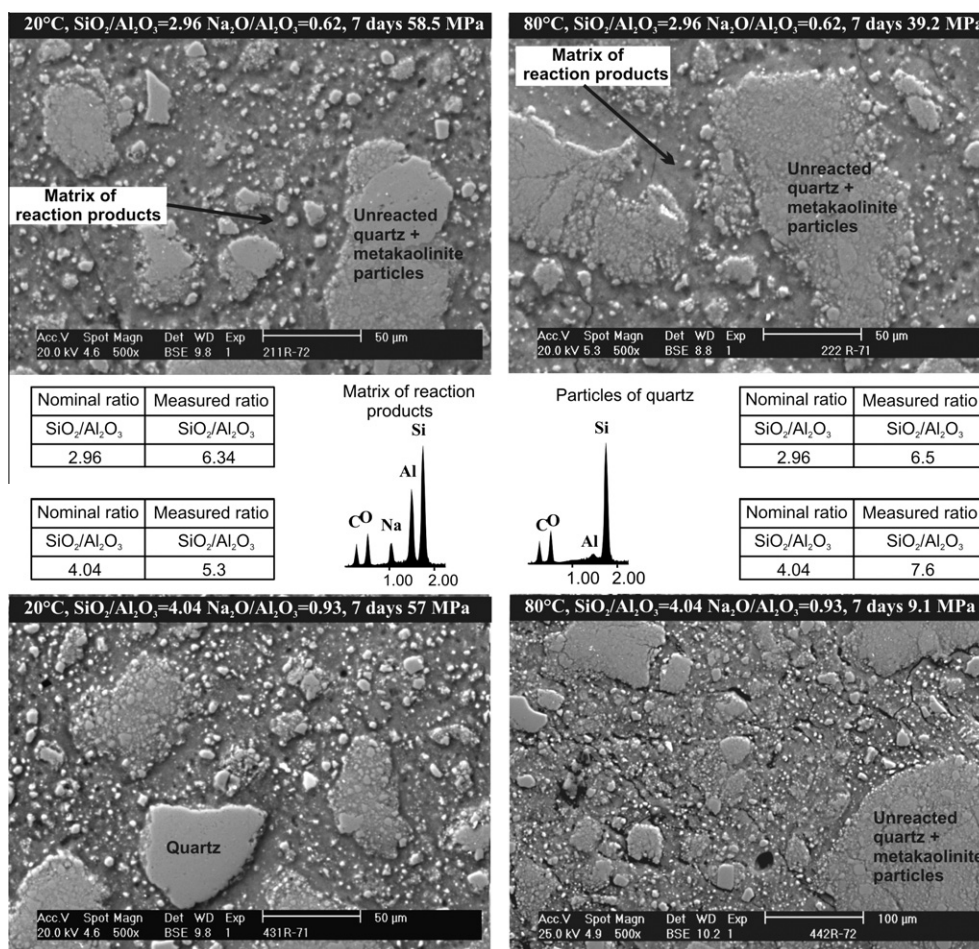 20°C, SiO₂/Al₂O₃=2.96 Na₂O/Al₂O₃=0.62, 7 days 58.5 MPa
Matrix of
reaction products
Unreacted
quartz +
metakaolinite
particles
Acc.V Spot Magn Det WD Exp 50 µm
20.0 kV 4.6 500x BSE 9.8 1 211R-72
80°C, SiO₂/Al₂O₃=2.96 Na₂O/Al₂O₃=0.62, 7 days 39.2 MPa
Matrix of
reaction products
Unreacted
quartz +
metakaolinite
particles
Acc.V Spot Magn Det WD Exp 50 µm
20.0 kV 5.3 500x BSE 8.8 1 222 R-71
Nominal ratio Measured ratio
SiO₂/Al₂O₃ SiO₂/Al₂O₃
2.96 6.34
Nominal ratio Measured ratio
SiO₂/Al₂O₃ SiO₂/Al₂O₃
4.04 5.3
Matrix of reaction
products
Si
Al
C O Na
1.00 2.00
Particles of quartz
Si
C O Al
1.00 2.00
Nominal ratio Measured ratio
SiO₂/Al₂O₃ SiO₂/Al₂O₃
2.96 6.5
Nominal ratio Measured ratio
SiO₂/Al₂O₃ SiO₂/Al₂O₃
4.04 7.6
20°C, SiO₂/Al₂O₃=4.04 Na₂O/Al₂O₃=0.93, 7 days 57 MPa
Quartz
Acc.V Spot Magn Det WD Exp 50 µm
20.0 kV 4.6 500x BSE 9.8 1 431R-71
80°C, SiO₂/Al₂O₃=4.04 Na₂O/Al₂O₃=0.93, 7 days 9.1 MPa
Unreacted
quartz +
metakaolinite
particles
Acc.V Spot Magn Det WD Exp 100 µm
25.0 kV 4.9 500x BSE 10.2 1 442R-72